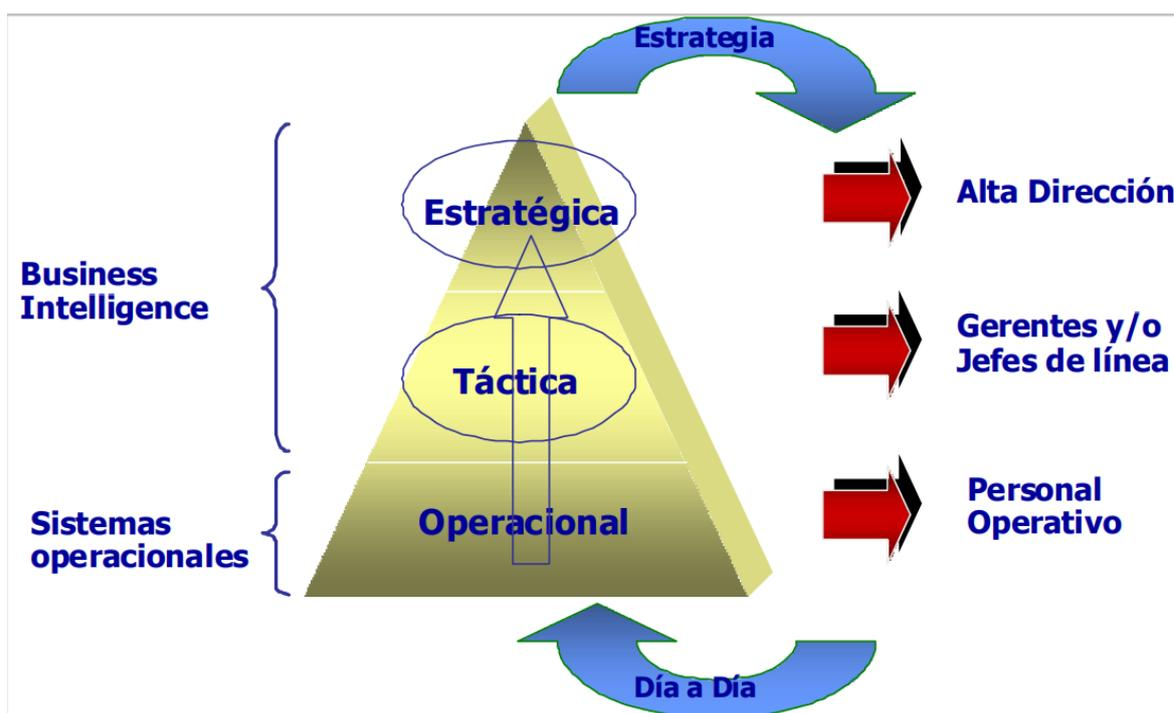 Estrategia
Estratégica
Alta Dirección
Business
Intelligence
Gerentes y/o
Jefes de línea
Táctica
Personal
Operativo
Operacional
Sistemas
operacionales
Día a Día